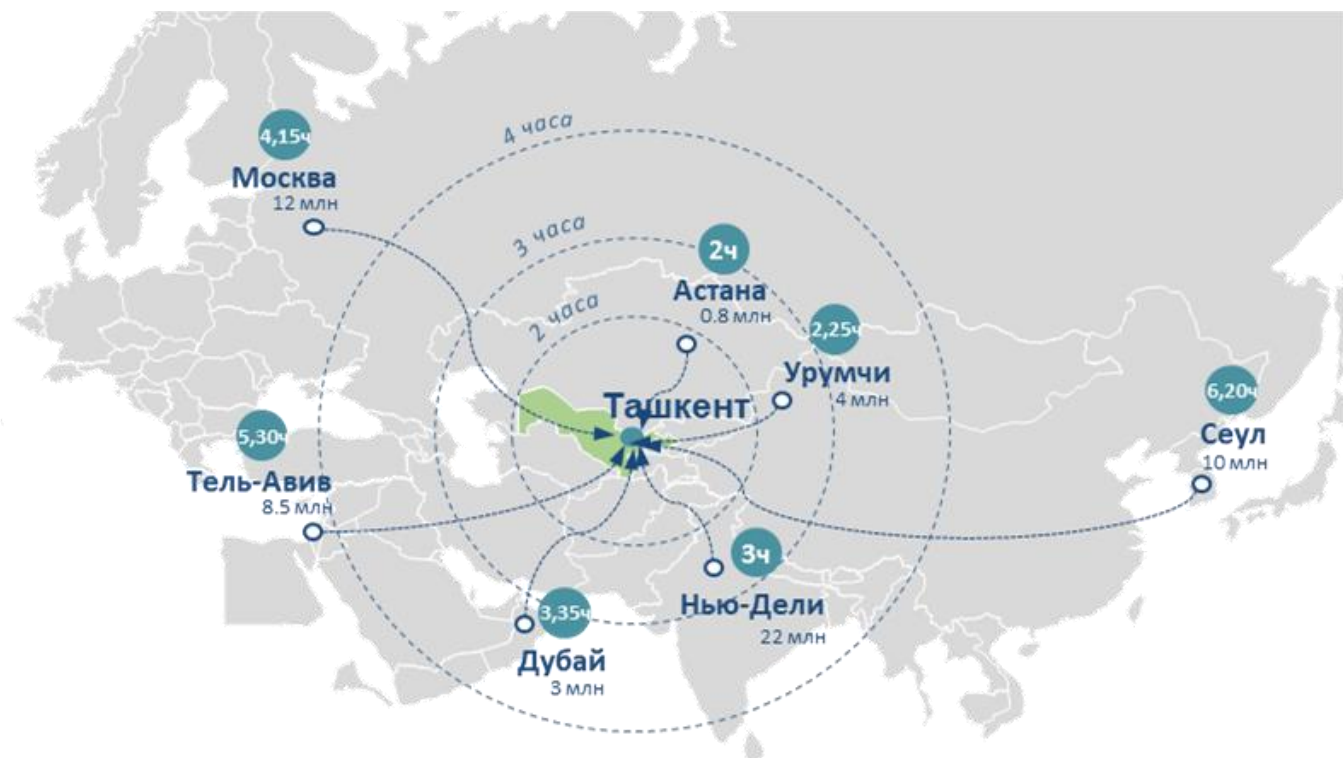 4 часа
4,15ч
Москва
12 млн
3 часа
2ч
Астана
0.8 млн
2 часа
2,25ч
Урумчи
4 млн
Ташкент
6,20ч
Сеул
10 млн
5,30ч
Тель-Авив
8.5 млн
3ч
Нью-Дели
22 млн
3,35ч
Дубай
3 млн